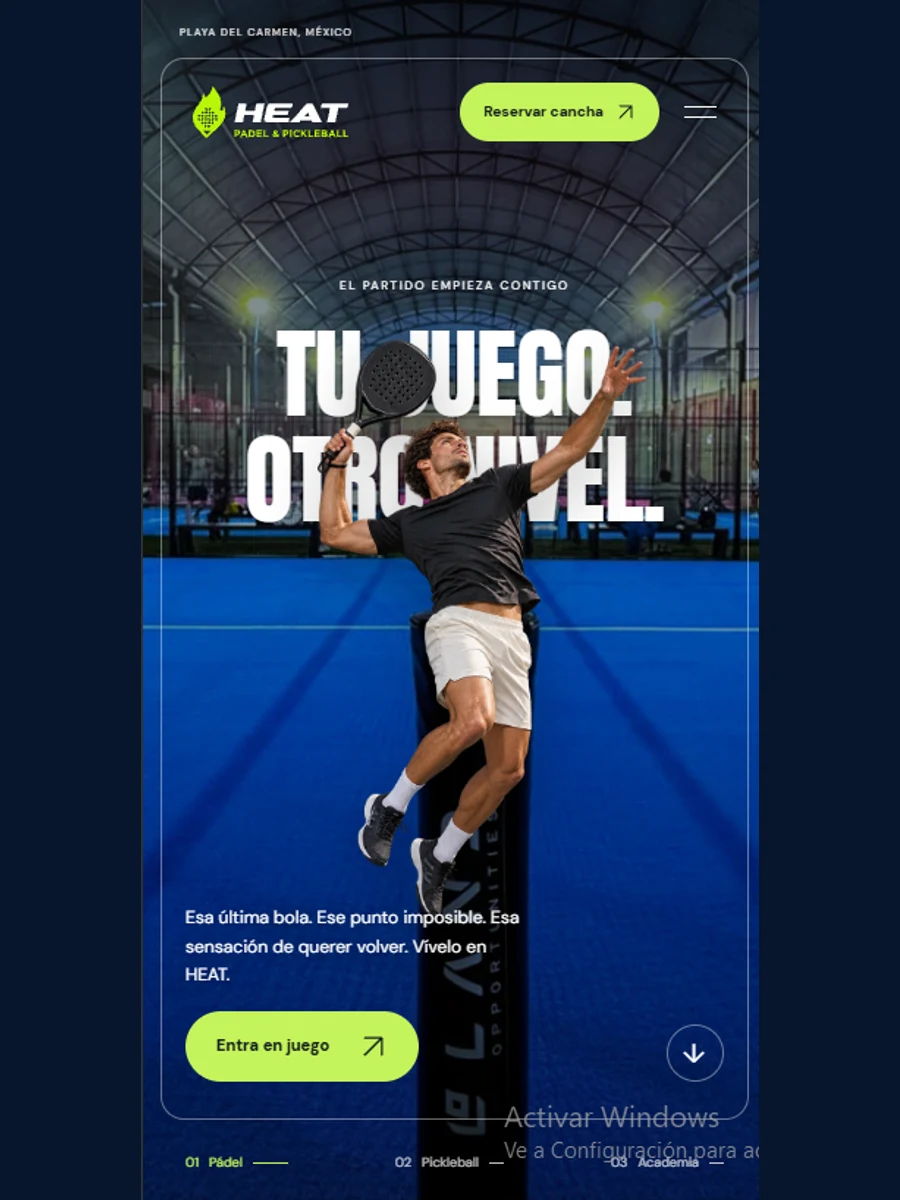 PLAYA DEL CARMEN, MÉXICO
HEAT
PADEL & PICKLEBALL
Reservar cancha
EL PARTIDO EMPIEZA CONTIGO
TU JUEGO.
OTRO NIVEL.
Esa última bola. Ese punto imposible. Esa
sensación de querer volver. Vívelo en
HEAT.
OPPORTUNITIES
Entra en juego
Activar Windows
Ve a Configuración para ac
01 Pádel
02 Pickleball
03 Academia